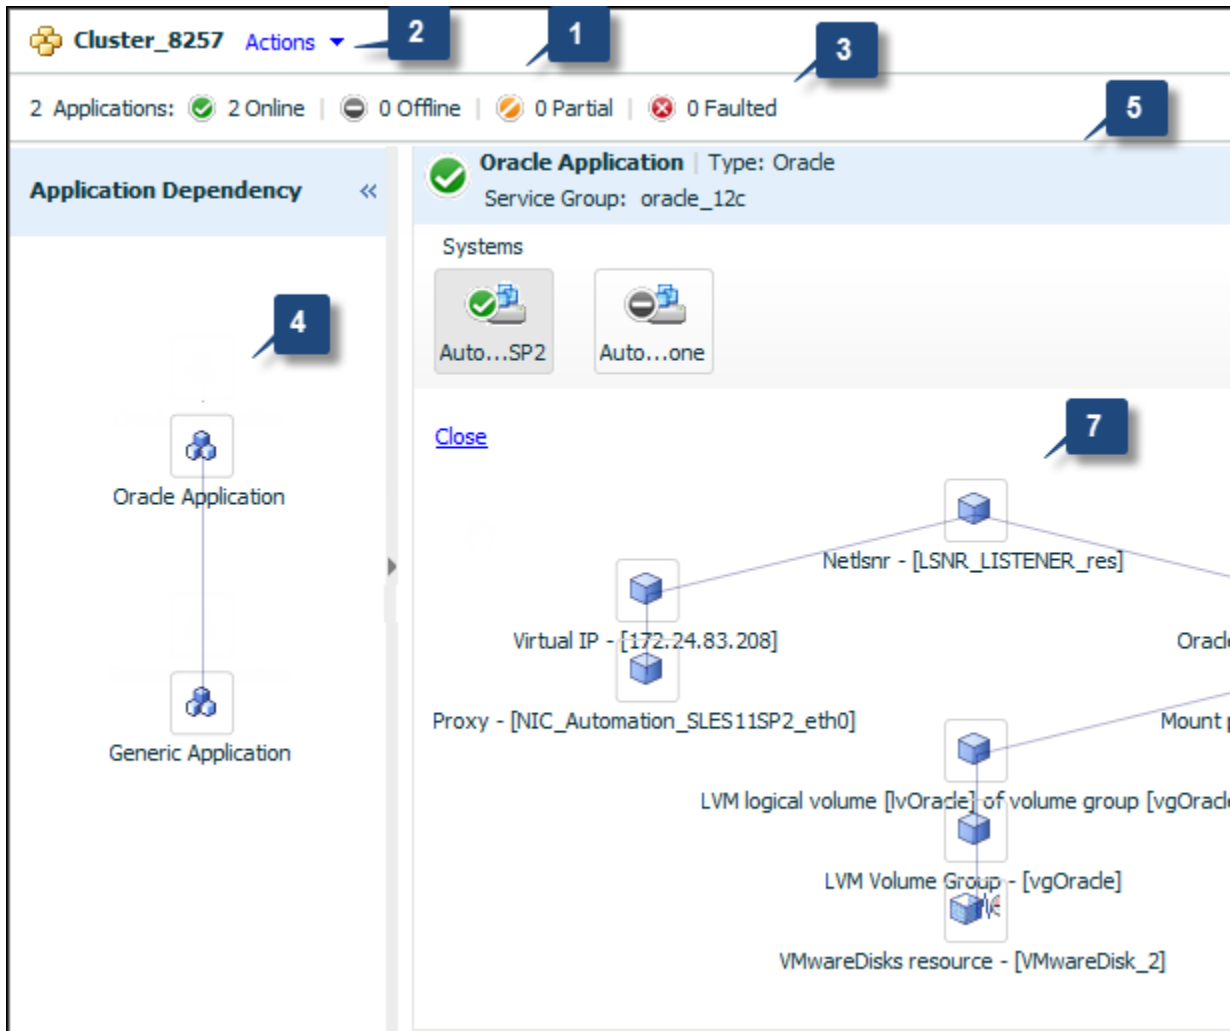 Cluster_8257 Actions 2 1 3
2 Applications: 2 Online | 0 Offline | 0 Partial | 0 Faulted
5
Application Dependency «
Oracle Application | Type: Oracle
Service Group: oracle_12c
Systems
Auto...SP2 Auto...one
4
Oracle Application
Generic Application
Close
7
Netlsnr - [LSNR_LISTENER_res]
Virtual IP - [172.24.83.208]
Oracle
Proxy - [NIC_Automation_SLES11SP2_eth0]
Mount
LVM logical volume [lvOracle] of volume group [vgOracle
LVM Volume Group - [vgOracle]
VMwareDisks resource - [VMwareDisk_2]